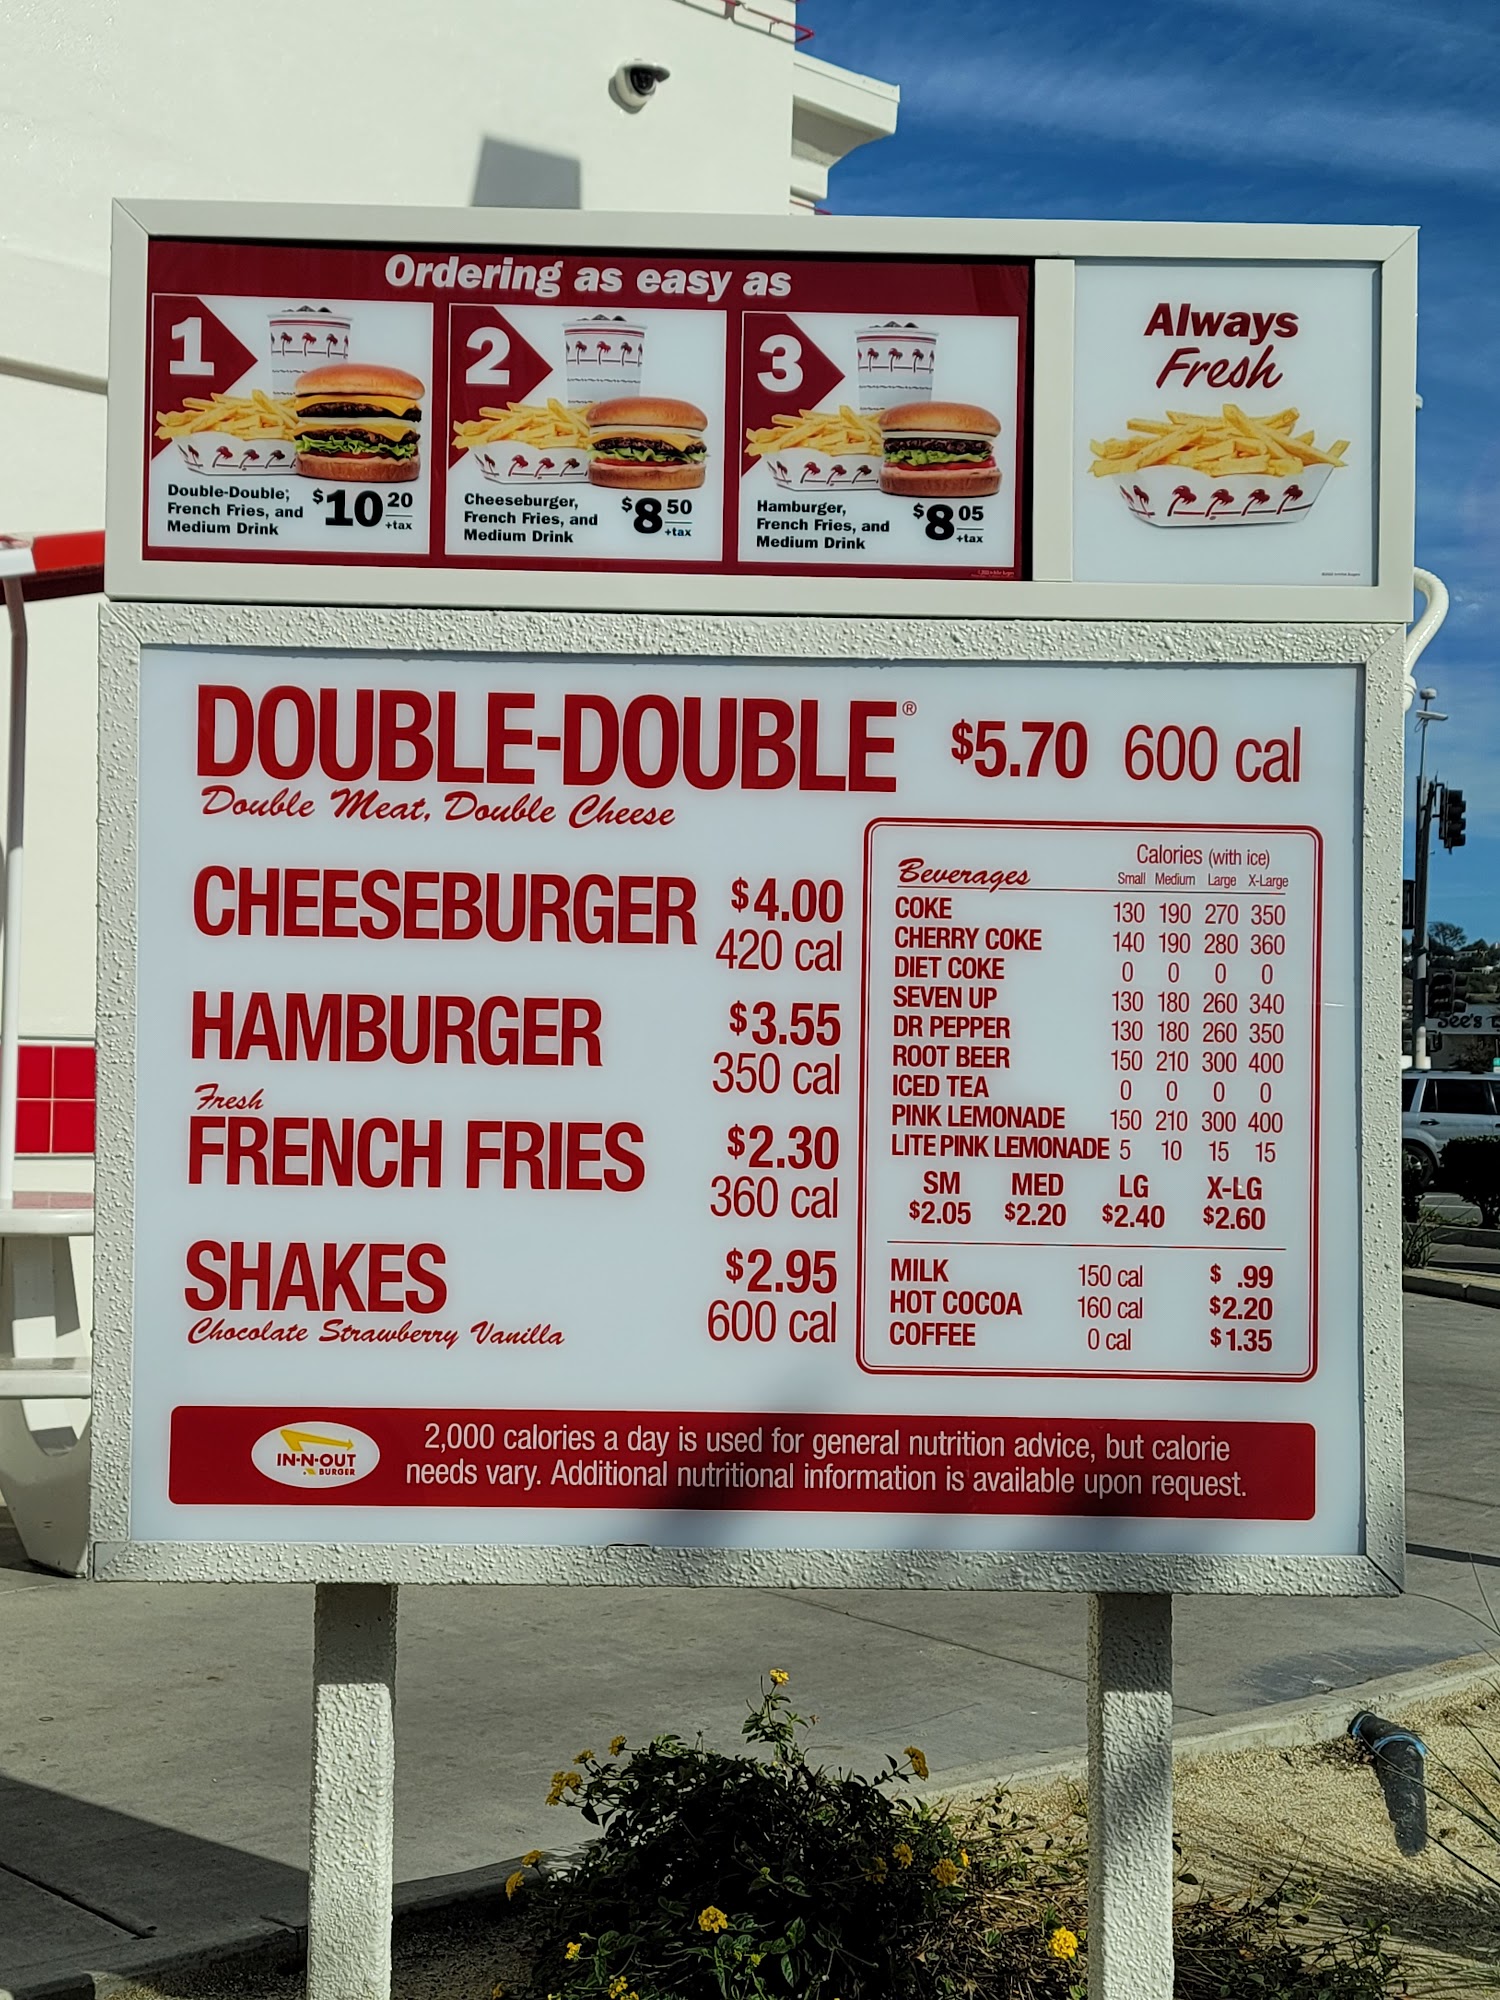 Ordering as easy as
1
Double-Double,
French Fries, and
Medium Drink
$10 20
+tax
2
Cheeseburger,
French Fries, and
Medium Drink
$8 50
+tax
3
Hamburger,
French Fries, and
Medium Drink
$8 05
+tax
Always
Fresh
DOUBLE-DOUBLE® $5.70 600 cal
Double Meat, Double Cheese
CHEESEBURGER $4.00
420 cal
HAMBURGER $3.55
350 cal
Fresh
FRENCH FRIES $2.30
360 cal
SHAKES $2.95
Chocolate Strawberry Vanilla 600 cal
Calories (with ice)
Beverages Small Medium Large X-Large
COKE 130 190 270 350
CHERRY COKE 140 190 280 360
DIET COKE 0 0 0 0
SEVEN UP 130 180 260 340
DR PEPPER 130 180 260 350
ROOT BEER 150 210 300 400
ICED TEA 0 0 0 0
PINK LEMONADE 150 210 300 400
LITE PINK LEMONADE 5 10 15 15
SM MED LG X-LG
$2.05 $2.20 $2.40 $2.60
MILK 150 cal $ .99
HOT COCOA 160 cal $2.20
COFFEE 0 cal $1.35
IN-N-OUT
BURGER
2,000 calories a day is used for general nutrition advice, but calorie
needs vary. Additional nutritional information is available upon request.
See's